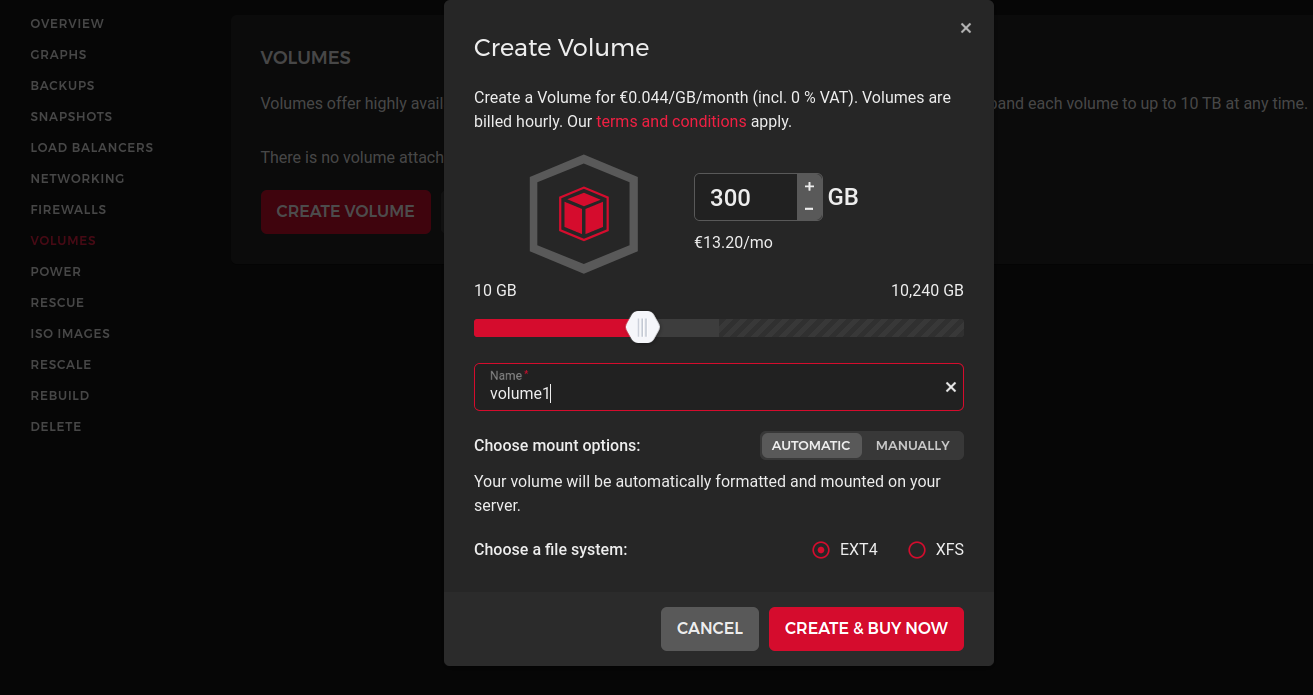 OVERVIEW
GRAPHS
BACKUPS
SNAPSHOTS
LOAD BALANCERS
NETWORKING
FIREWALLS
VOLUMES
POWER
RESCUE
ISO IMAGES
RESCALE
REBUILD
DELETE
VOLUMES
Volumes offer highly avail
and each volume to up to 10 TB at any time.
There is no volume attach
CREATE VOLUME
×
Create Volume
Create a Volume for €0.044/GB/month (incl. 0 % VAT). Volumes are
billed hourly. Our terms and conditions apply.
300 + − GB
€13.20/mo
10 GB 10,240 GB
Name *
volume1 ×
Choose mount options: AUTOMATIC MANUALLY
Your volume will be automatically formatted and mounted on your
server.
Choose a file system: EXT4 XFS
CANCEL CREATE & BUY NOW